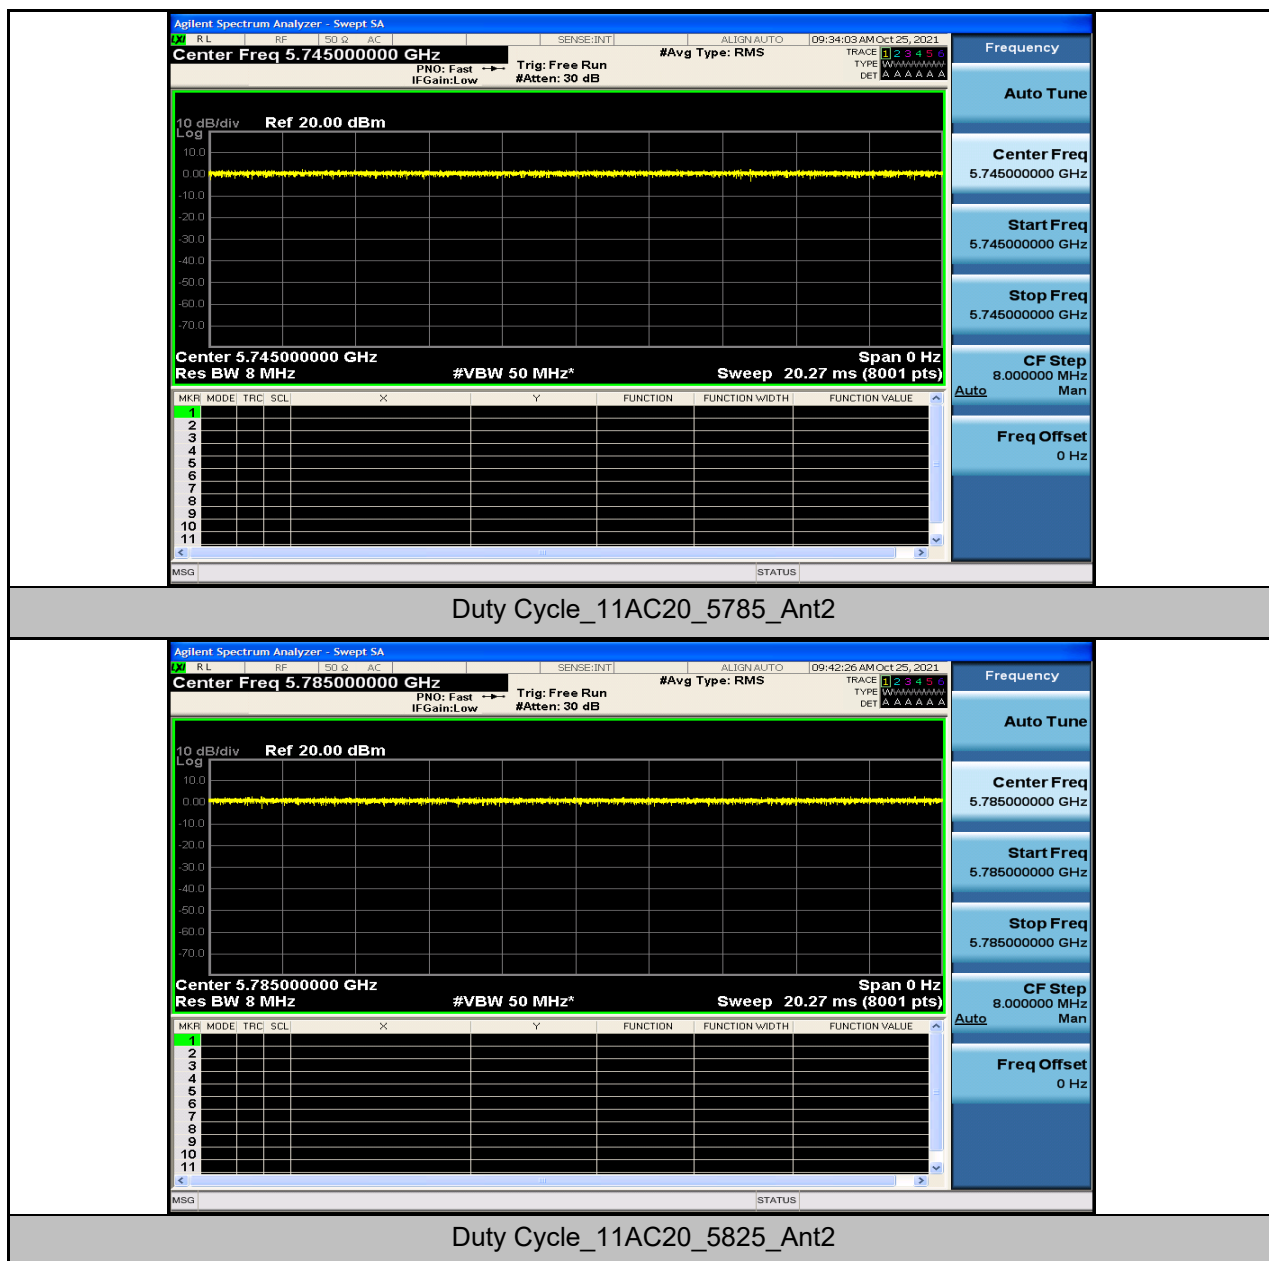 Agilent Spectrum Analyzer - Swept SA
LXI RL RF 50 Ω AC SENSE:INT ALIGN AUTO 09:34:03 AM Oct 25, 2021
Center Freq 5.745000000 GHz #Avg Type: RMS TRACE 1 2 3 4 5 6
PNO: Fast Trig: Free Run TYPE W
IFGain:Low #Atten: 30 dB DET A A A A A A
10 dB/div Ref 20.00 dBm
Log
10.0
0.00
-10.0
-20.0
-30.0
-40.0
-50.0
-60.0
-70.0
Center 5.745000000 GHz Span 0 Hz
Res BW 8 MHz #VBW 50 MHz* Sweep 20.27 ms (8001 pts)
MKR MODE TRC SCL X Y FUNCTION FUNCTION WIDTH FUNCTION VALUE
1
2
3
4
5
6
7
8
9
10
11
MSG STATUS
Frequency
Auto Tune
Center Freq
5.745000000 GHz
Start Freq
5.745000000 GHz
Stop Freq
5.745000000 GHz
CF Step
8.000000 MHz
Auto Man
Freq Offset
0 Hz
Duty Cycle_11AC20_5785_Ant2
Agilent Spectrum Analyzer - Swept SA
LXI RL RF 50 Ω AC SENSE:INT ALIGN AUTO 09:42:26 AM Oct 25, 2021
Center Freq 5.785000000 GHz #Avg Type: RMS TRACE 1 2 3 4 5 6
PNO: Fast Trig: Free Run TYPE W
IFGain:Low #Atten: 30 dB DET A A A A A A
10 dB/div Ref 20.00 dBm
Log
10.0
0.00
-10.0
-20.0
-30.0
-40.0
-50.0
-60.0
-70.0
Center 5.785000000 GHz Span 0 Hz
Res BW 8 MHz #VBW 50 MHz* Sweep 20.27 ms (8001 pts)
MKR MODE TRC SCL X Y FUNCTION FUNCTION WIDTH FUNCTION VALUE
1
2
3
4
5
6
7
8
9
10
11
MSG STATUS
Frequency
Auto Tune
Center Freq
5.785000000 GHz
Start Freq
5.785000000 GHz
Stop Freq
5.785000000 GHz
CF Step
8.000000 MHz
Auto Man
Freq Offset
0 Hz
Duty Cycle_11AC20_5825_Ant2